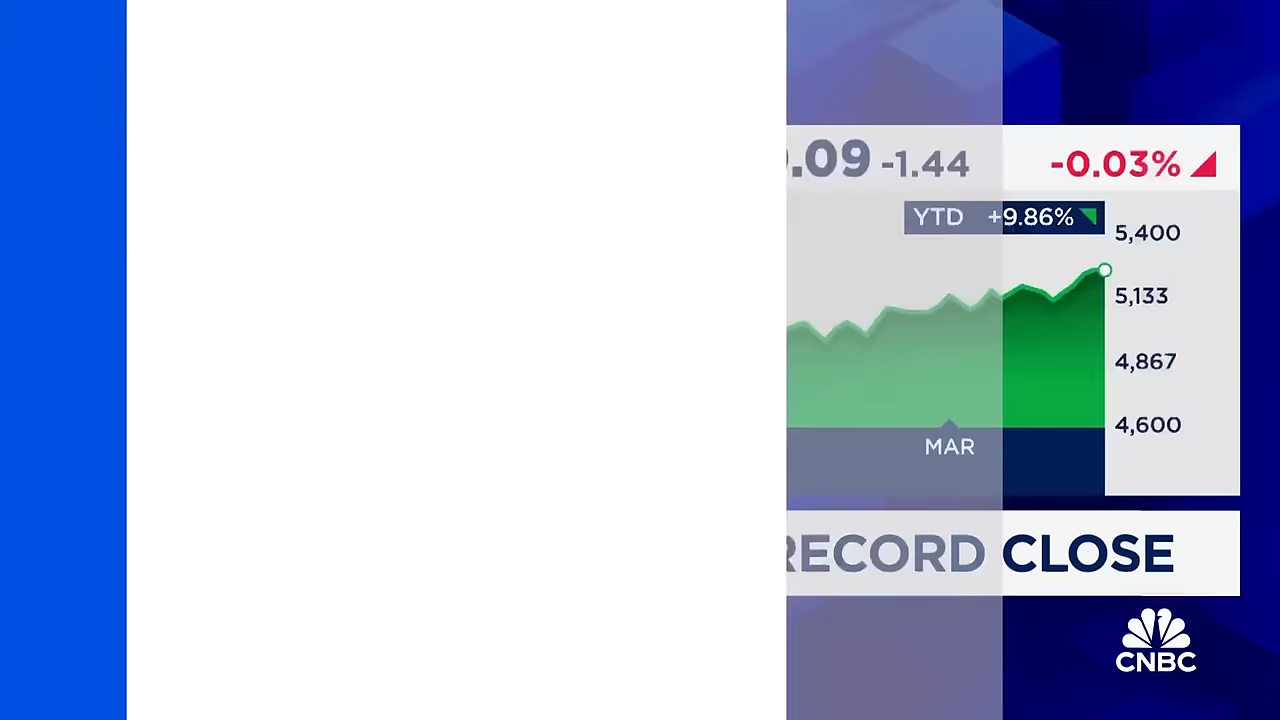 .09 -1.44 -0.03%
YTD +9.86%
5,400
5,133
4,867
4,600
MAR
RECORD CLOSE
CNBC